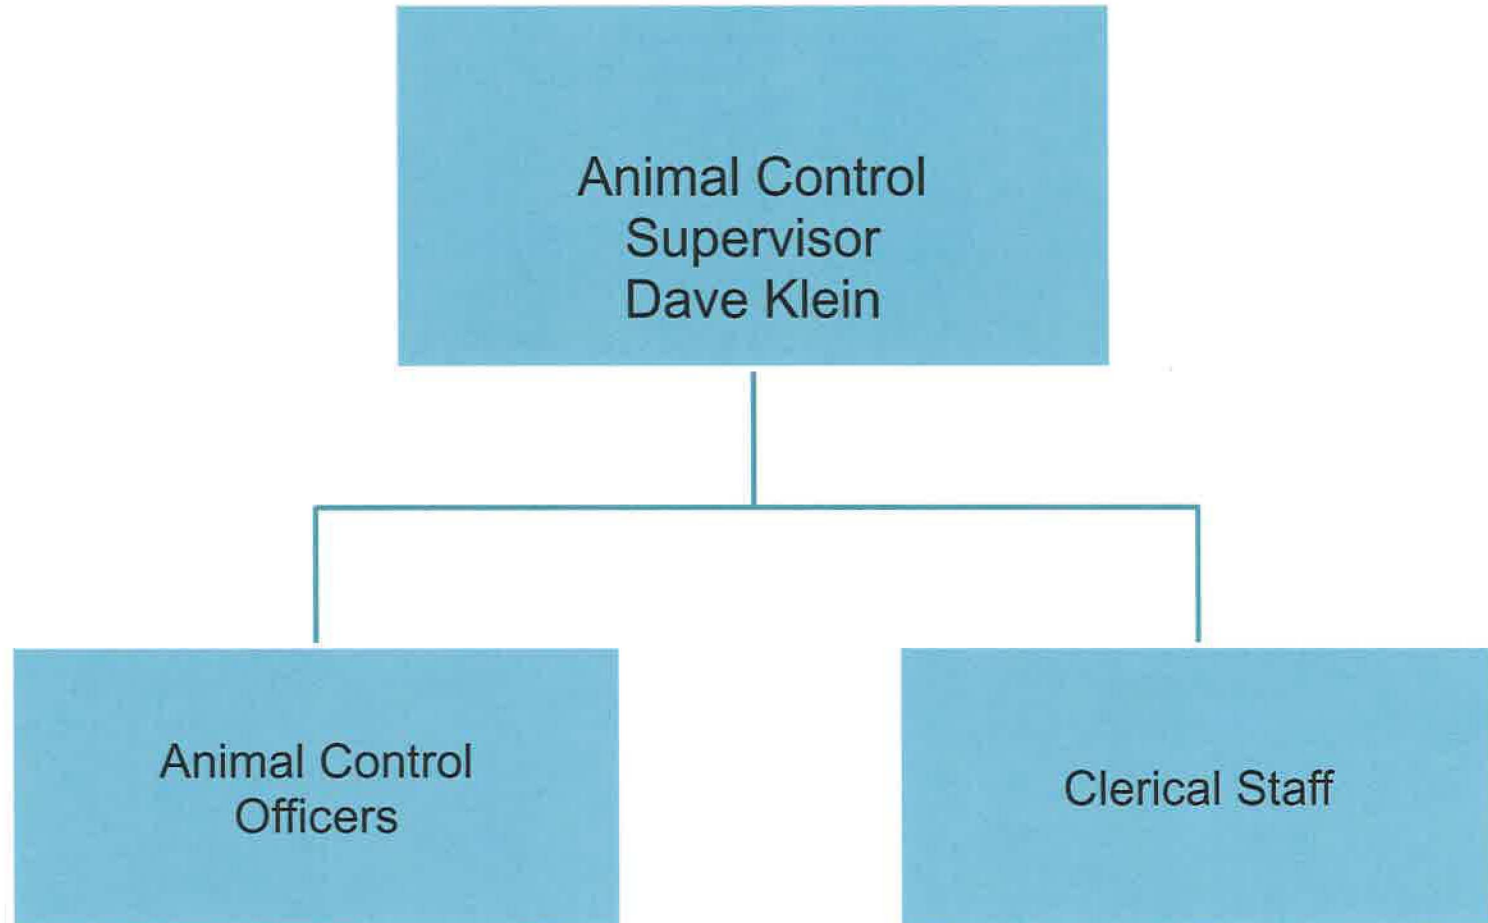 Animal Control
Supervisor
Dave Klein
Animal Control
Officers
Clerical Staff